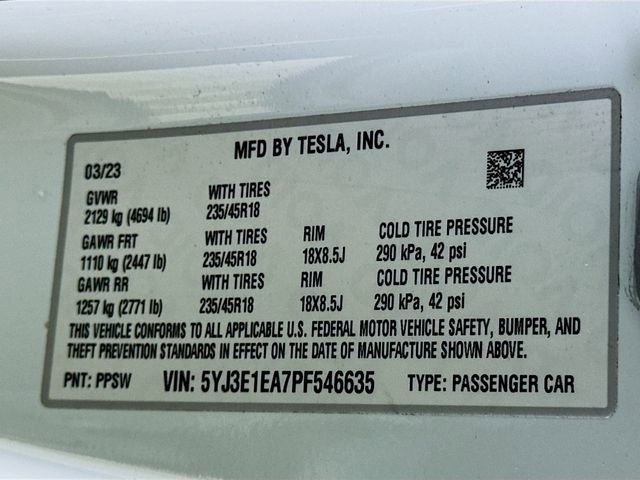 MFD BY TESLA, INC.
03/23
GVWR WITH TIRES
2129 kg (4694 lb) 235/45R18
GAWR FRT WITH TIRES RIM COLD TIRE PRESSURE
1110 kg (2447 lb) 235/45R18 18X8.5J 290 kPa, 42 psi
GAWR RR WITH TIRES RIM COLD TIRE PRESSURE
1257 kg (2771 lb) 235/45R18 18X8.5J 290 kPa, 42 psi
THIS VEHICLE CONFORMS TO ALL APPLICABLE U.S. FEDERAL MOTOR VEHICLE SAFETY, BUMPER, AND
THEFT PREVENTION STANDARDS IN EFFECT ON THE DATE OF MANUFACTURE SHOWN ABOVE.
PNT: PPSW VIN: 5YJ3E1EA7PF546635 TYPE: PASSENGER CAR